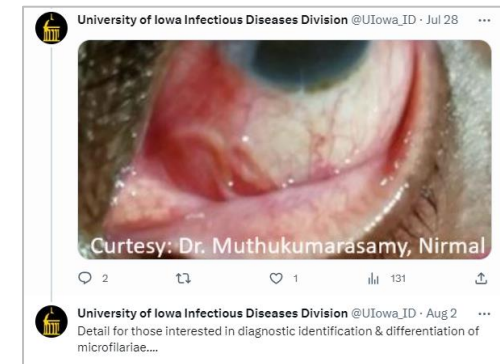 University of Iowa Infectious Diseases Division @UIowa_ID · Jul 28 ...
Curtesy: Dr. Muthukumarasamy, Nirmal
2 1 131
University of Iowa Infectious Diseases Division @UIowa_ID · Aug 2 ...
Detail for those interested in diagnostic identification & differentiation of
microfilariae....